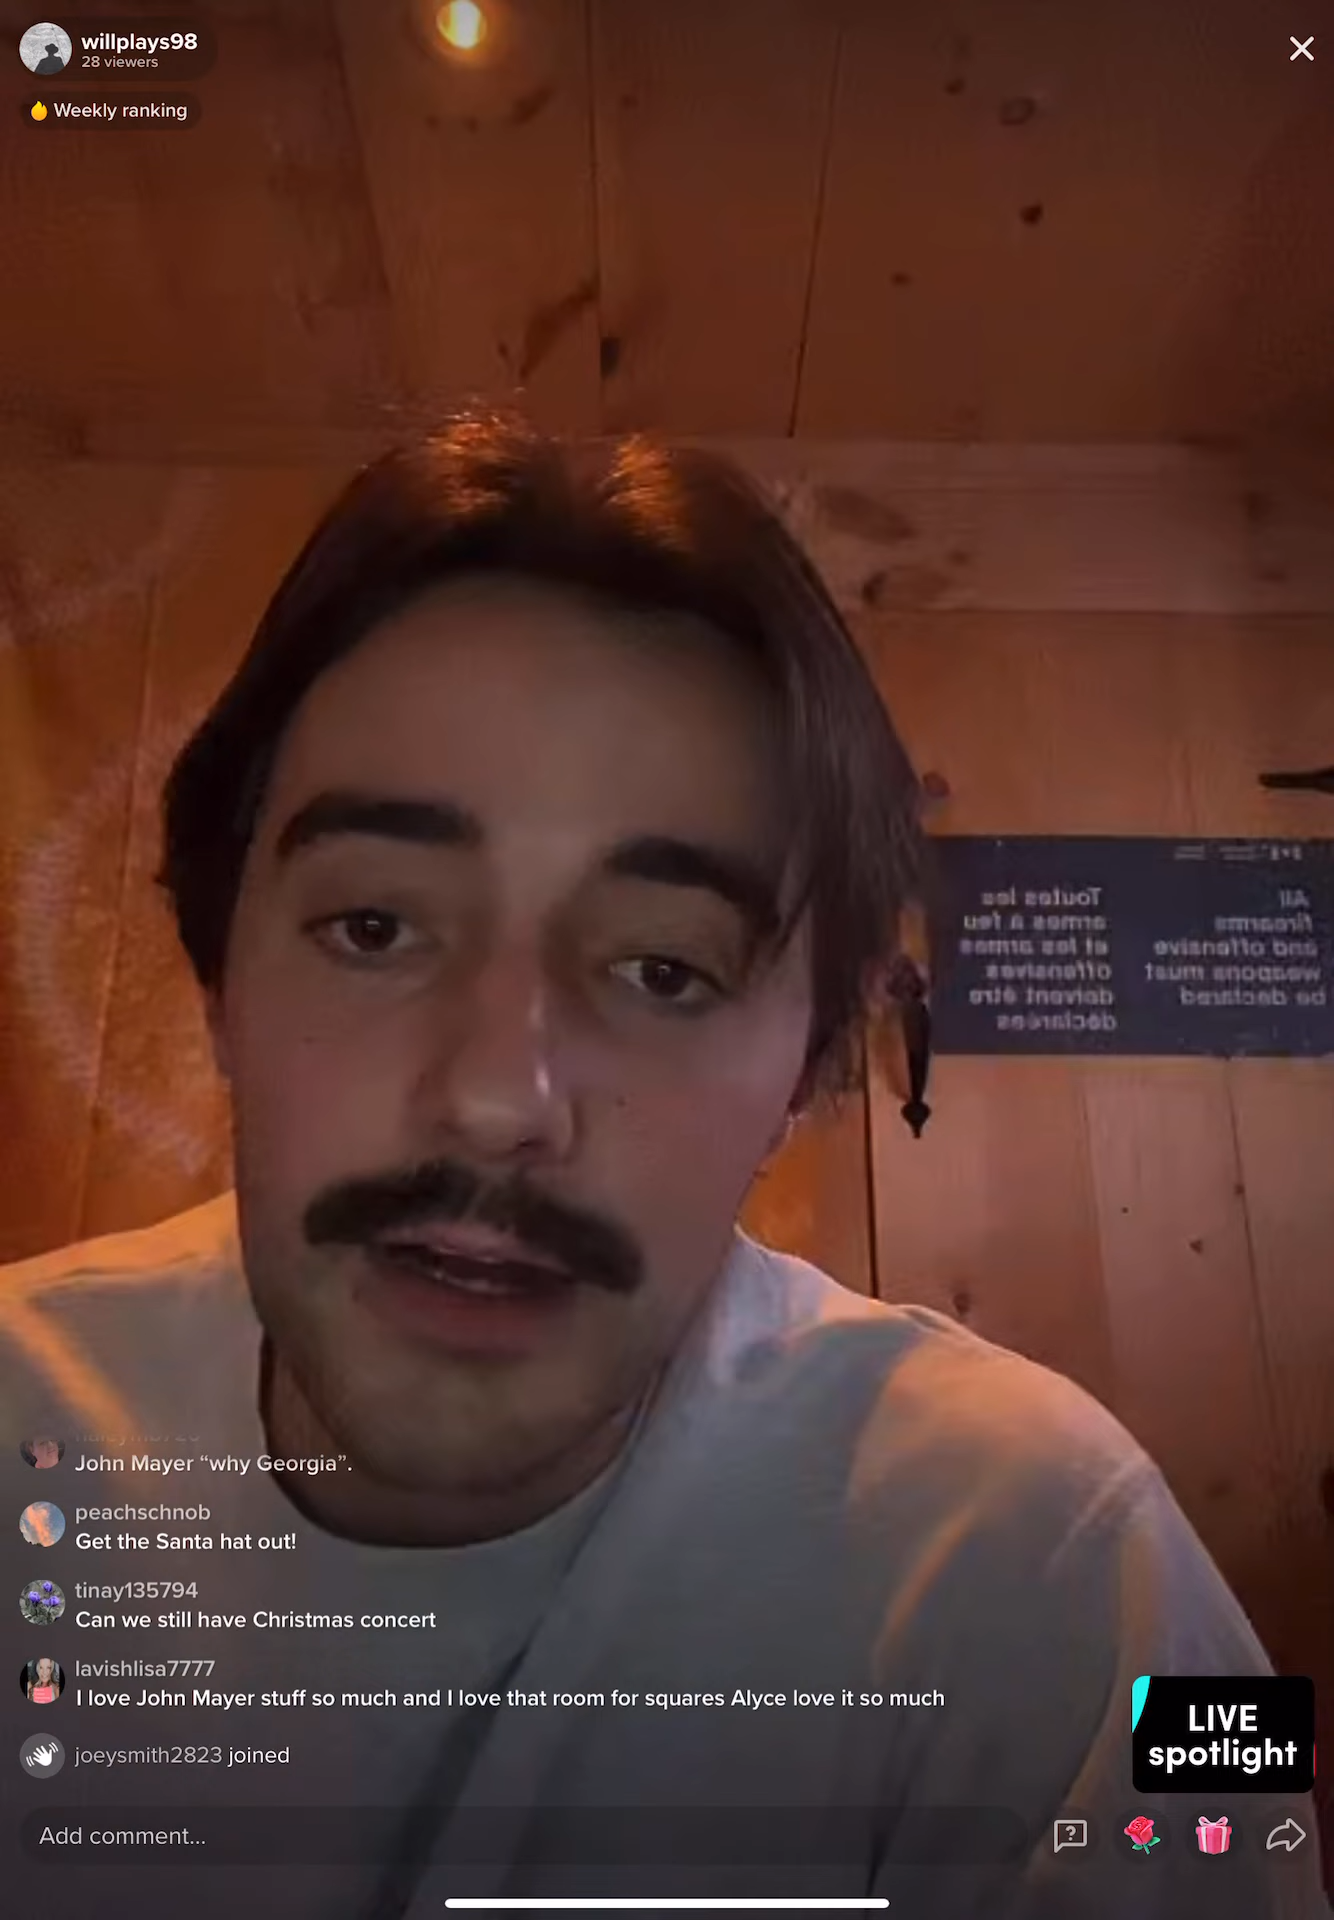 willplays98
28 viewers
Weekly ranking
Toutes les
armes à feu
et les armes
offensives
doivent être
déclarées
All
firearms
and offensive
weapons must
be declared
John Mayer “why Georgia”.
peachschnob
Get the Santa hat out!
tinay135794
Can we still have Christmas concert
lavishlisa7777
I love John Mayer stuff so much and I love that room for squares Alyce love it so much
joeysmith2823 joined
LIVE
spotlight
Add comment...